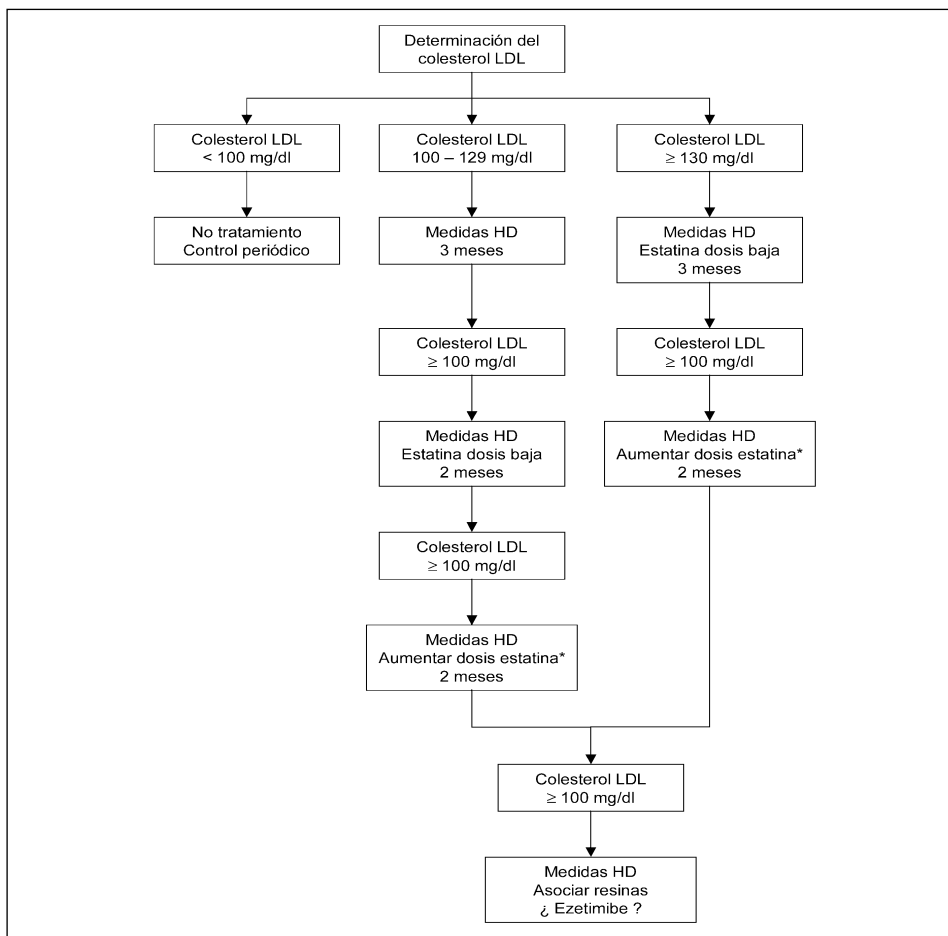 Determinación del
colesterol LDL
Colesterol LDL
< 100 mg/dl
Colesterol LDL
100 – 129 mg/dl
Colesterol LDL
≥ 130 mg/dl
No tratamiento
Control periódico
Medidas HD
3 meses
Medidas HD
Estatina dosis baja
3 meses
Colesterol LDL
≥ 100 mg/dl
Colesterol LDL
≥ 100 mg/dl
Medidas HD
Estatina dosis baja
2 meses
Medidas HD
Aumentar dosis estatina*
2 meses
Colesterol LDL
≥ 100 mg/dl
Medidas HD
Aumentar dosis estatina*
2 meses
Colesterol LDL
≥ 100 mg/dl
Medidas HD
Asociar resinas
¿ Ezetimibe ?